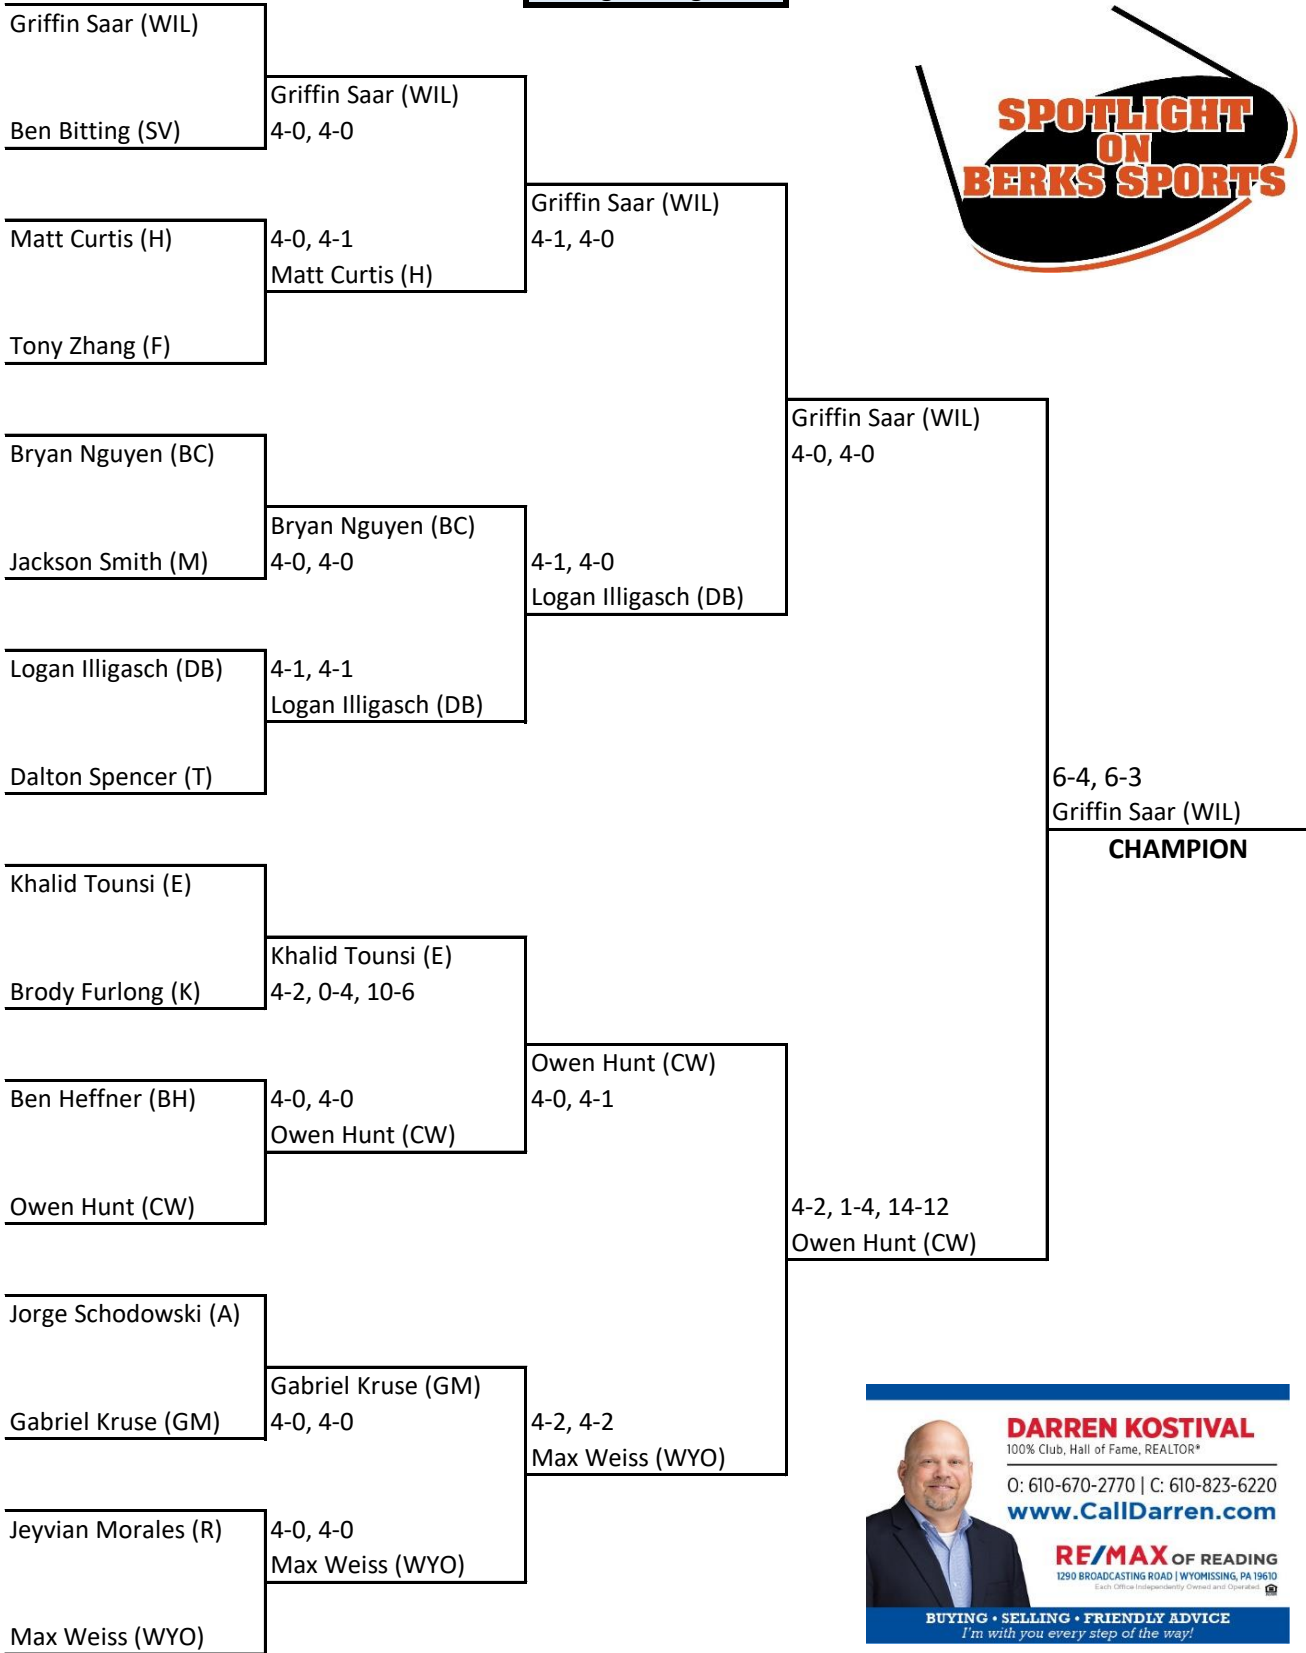 Griffin Saar (WIL)
Griffin Saar (WIL)
Ben Bitting (SV)
4-0, 4-0
Griffin Saar (WIL)
Matt Curtis (H)
4-0, 4-1
4-1, 4-0
Matt Curtis (H)
Tony Zhang (F)
Griffin Saar (WIL)
Bryan Nguyen (BC)
4-0, 4-0
Bryan Nguyen (BC)
Jackson Smith (M)
4-0, 4-0
4-1, 4-0
Logan Illigasch (DB)
Logan Illigasch (DB)
4-1, 4-1
Logan Illigasch (DB)
Dalton Spencer (T)
6-4, 6-3
Griffin Saar (WIL)
CHAMPION
Khalid Tounsi (E)
Khalid Tounsi (E)
Brody Furlong (K)
4-2, 0-4, 10-6
Owen Hunt (CW)
Ben Heffner (BH)
4-0, 4-0
4-0, 4-1
Owen Hunt (CW)
Owen Hunt (CW)
4-2, 1-4, 14-12
Owen Hunt (CW)
Jorge Schodowski (A)
Gabriel Kruse (GM)
Gabriel Kruse (GM)
4-0, 4-0
4-2, 4-2
Max Weiss (WYO)
Jeyvian Morales (R)
4-0, 4-0
Max Weiss (WYO)
Max Weiss (WYO)
SPOTLIGHT
ON
BERKS SPORTS
DARREN KOSTIVAL
100% Club, Hall of Fame, REALTOR®
O: 610-670-2770 | C: 610-823-6220
www.CallDarren.com
RE/MAX OF READING
1290 BROADCASTING ROAD | WYOMISSING, PA 19610
Each Office Independently Owned and Operated.
BUYING • SELLING • FRIENDLY ADVICE
I'm with you every step of the way!